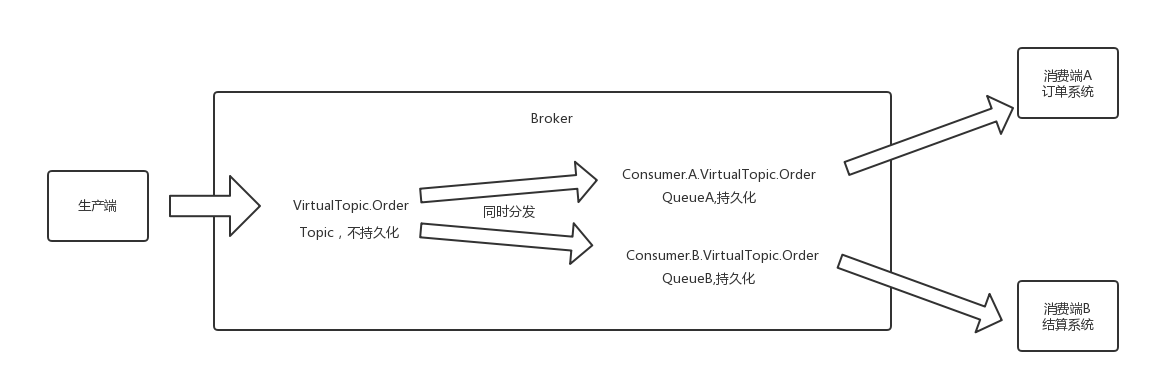 生产端
Broker
VirtualTopic.Order
Topic，不持久化
同时分发
Consumer.A.VirtualTopic.Order
QueueA,持久化
Consumer.B.VirtualTopic.Order
QueueB,持久化
消费端A
订单系统
消费端B
结算系统